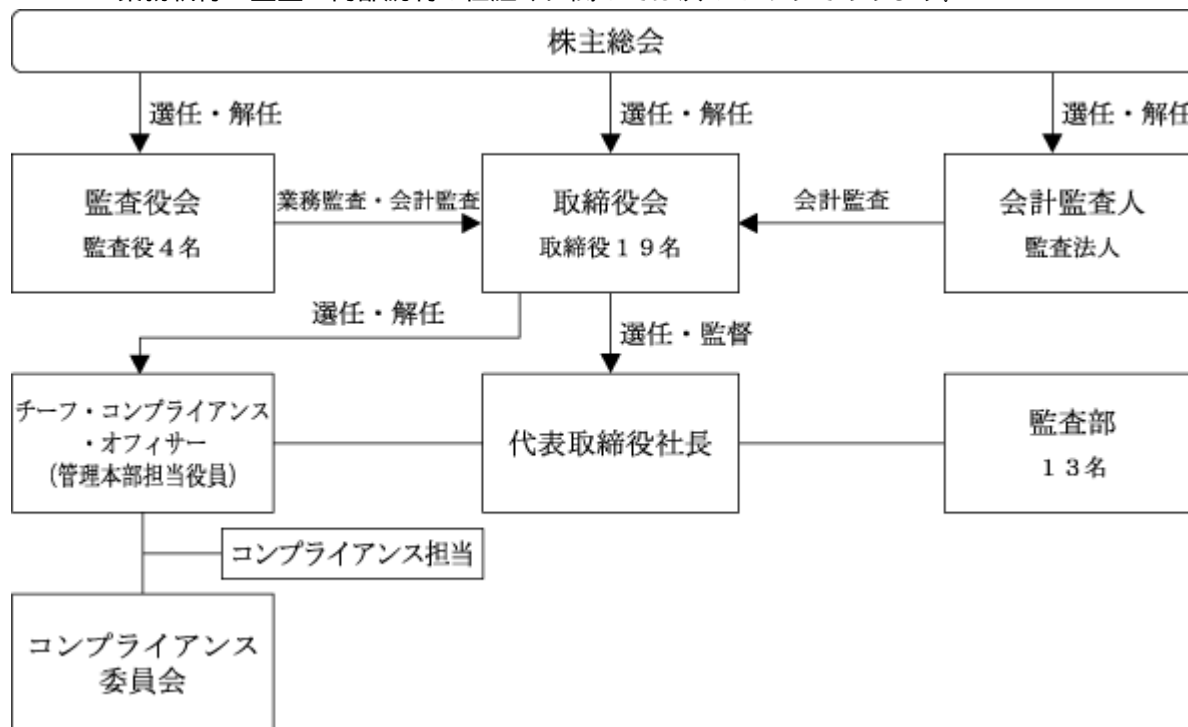 株主総会
選任・解任
選任・解任
選任・解任
監査役会
監査役4名
業務監査・会計監査
取締役会
取締役19名
会計監査
会計監査人
監査法人
選任・解任
選任・監督
チーフ・コンプライアンス
・オフィサー
(管理本部担当役員)
代表取締役社長
監査部
13名
コンプライアンス担当
コンプライアンス
委員会